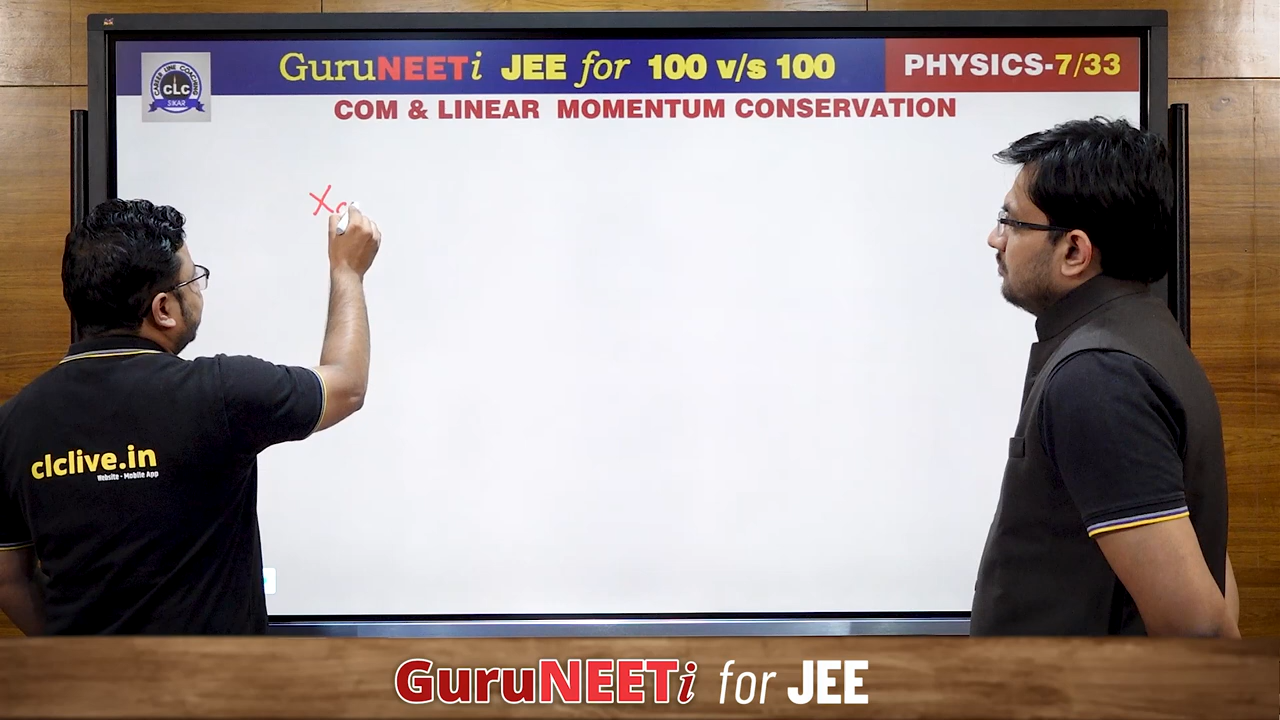 GuruNEETi JEE for 100 v/s 100 PHYSICS-7/33
COM & LINEAR MOMENTUM CONSERVATION
CAREER LINE COACHING
CLC
SIKAR
X
clclive.in
Website - Mobile App
GuruNEETi for JEE